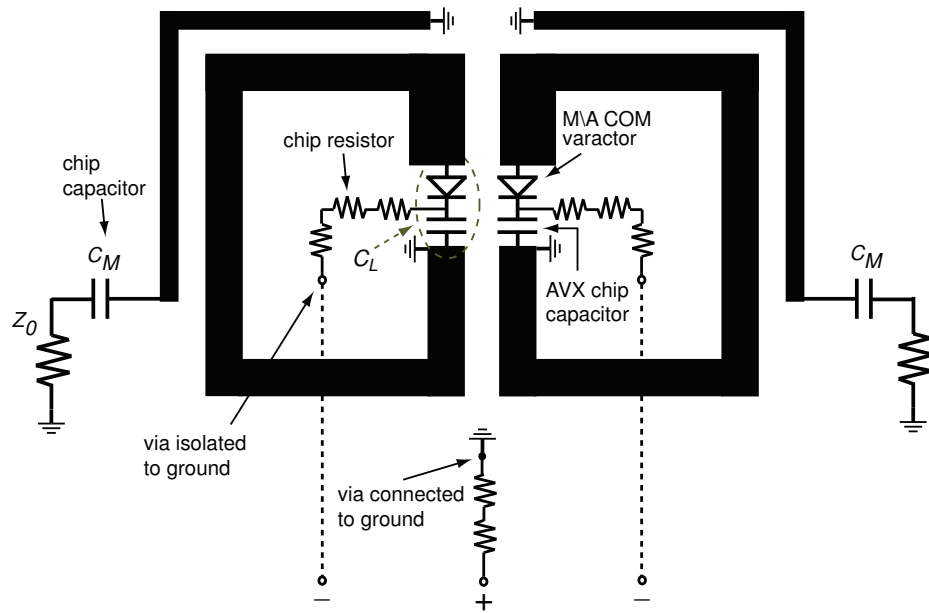 M\A COM
varactor
chip resistor
chip
capacitor
C_M
C_L
C_M
Z_0
AVX chip
capacitor
via isolated
to ground
via connected
to ground
−
+
−